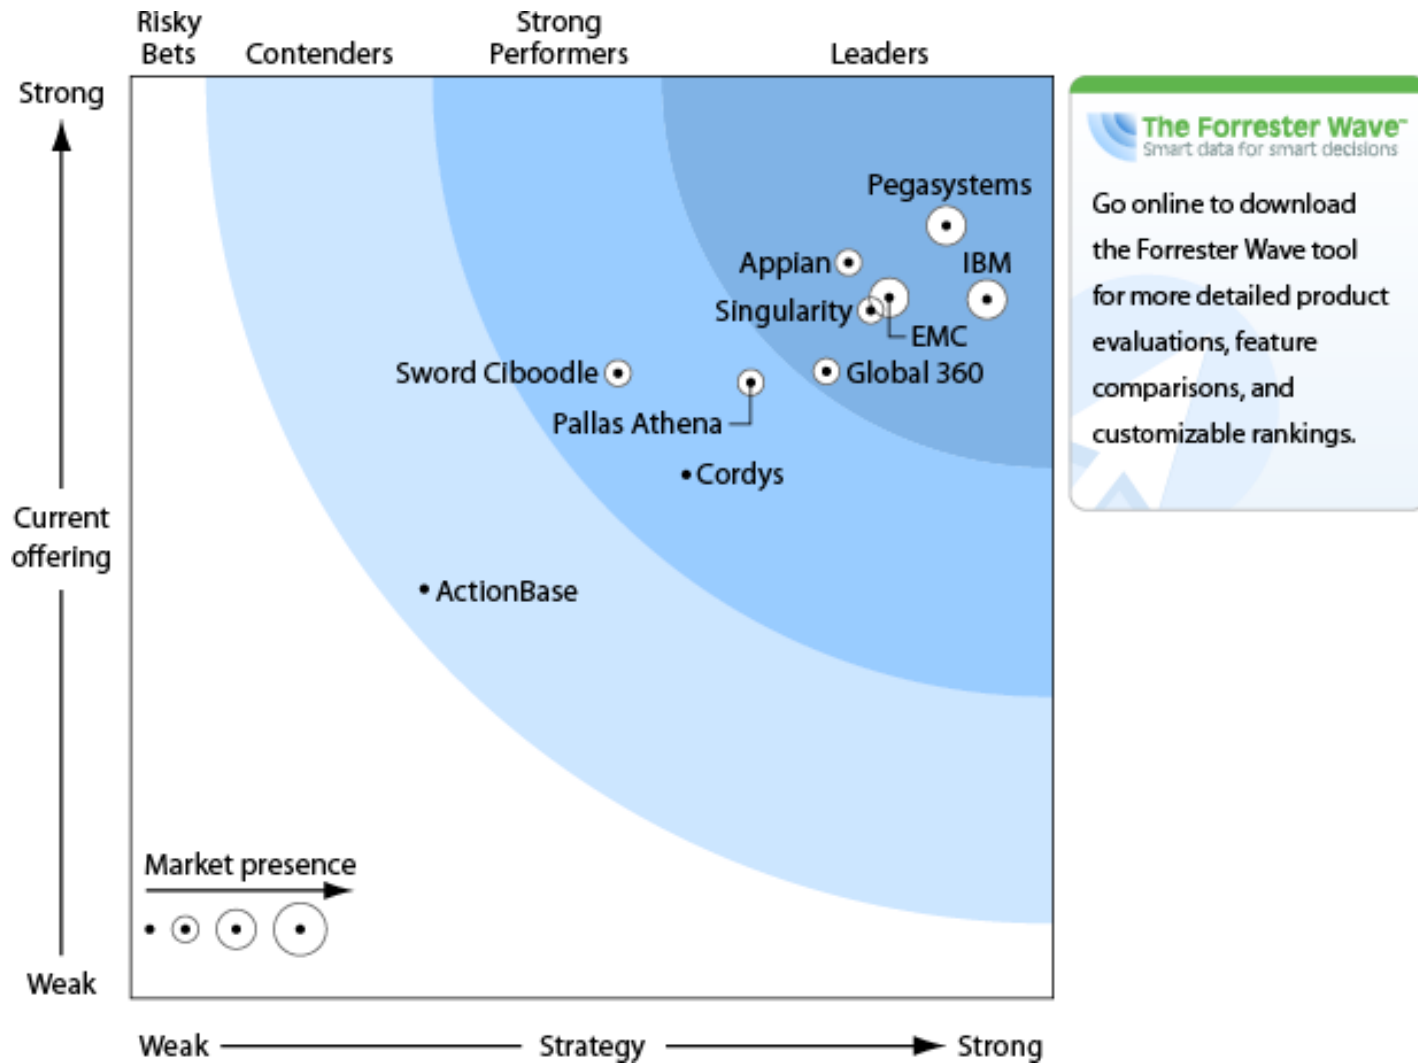 Risky
Bets
Contenders
Strong
Performers
Leaders
Strong
Current
offering
Weak
Pegasystems
Appian
IBM
Singularity
EMC
Sword Ciboodle
Global 360
Pallas Athena
Cordys
ActionBase
Market presence
Weak
Strategy
Strong
The Forrester Wave™
Smart data for smart decisions
Go online to download
the Forrester Wave tool
for more detailed product
evaluations, feature
comparisons, and
customizable rankings.